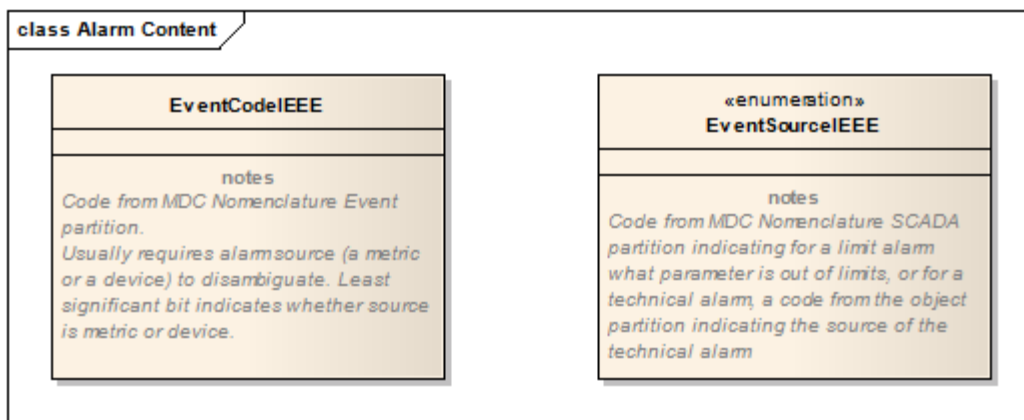 class Alarm Content
EventCodeIEEE
notes
Code from MDC Nomenclature Event
partition.
Usually requires alarmsource (a metric
or a device) to disambiguate. Least
significant bit indicates whether source
is metric or device.
«enumeration»
EventSourceIEEE
notes
Code from MDC Nomenclature SCADA
partition indicating for a limit alarm
what parameter is out of limits, or for a
technical alarm, a code from the object
partition indicating the source of the
technical alarm